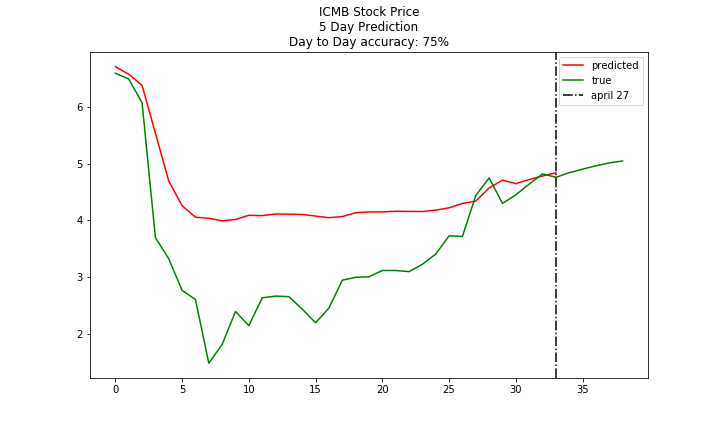 ICMB Stock Price
5 Day Prediction
Day to Day accuracy: 75%
predicted
true
april 27
6
5
4
3
2
0 5 10 15 20 25 30 35